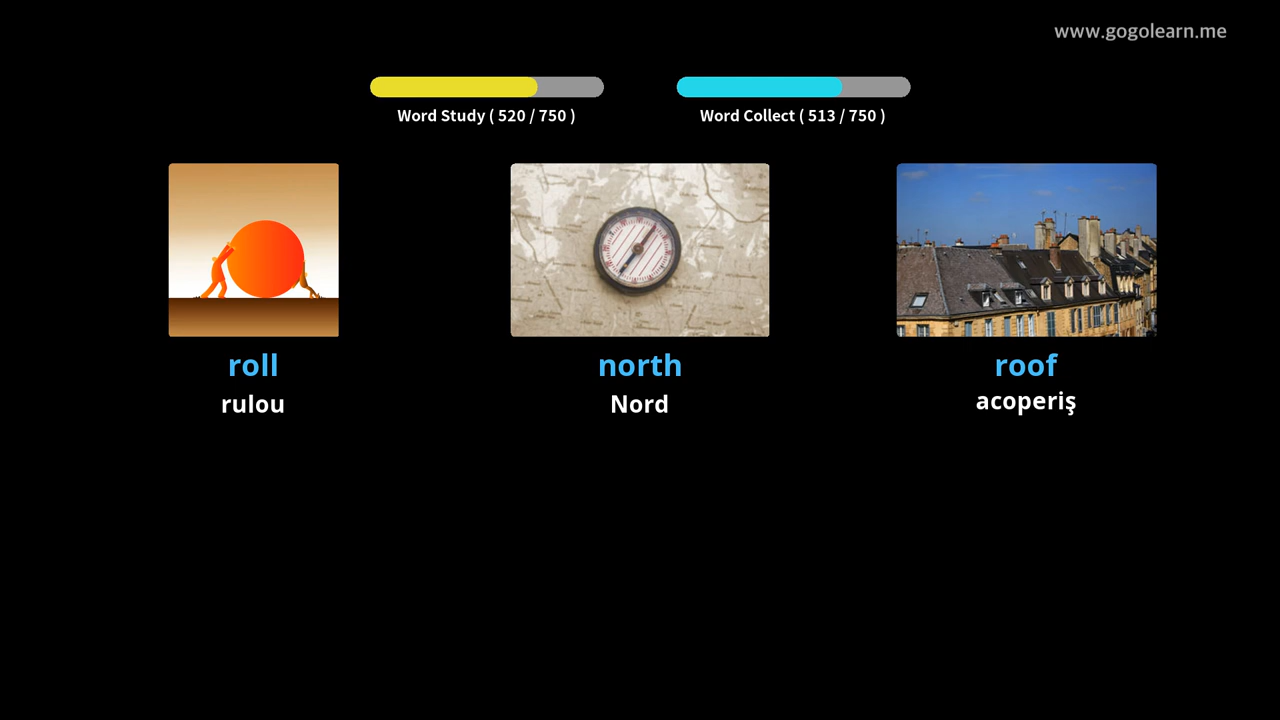 www.gogolearn.me
Word Study ( 520 / 750 )
Word Collect ( 513 / 750 )
roll
rulou
north
Nord
roof
acoperiş